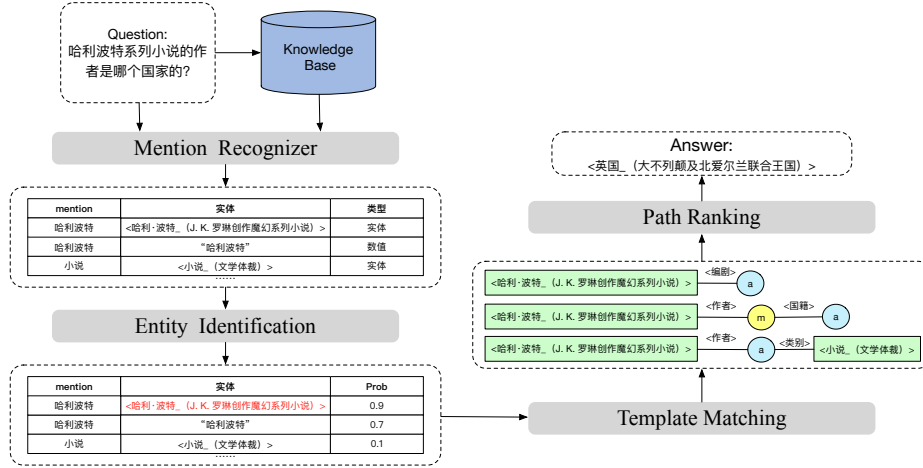 Question:
哈利波特系列小说的作
者是哪个国家的?
Knowledge
Base
Mention Recognizer
mention 实体 类型
哈利波特 <哈利·波特_（J. K. 罗琳创作魔幻系列小说）> 实体
哈利波特 “哈利波特” 数值
小说 <小说_（文学体裁）> 实体
......
Entity Identification
mention 实体 Prob
哈利波特 <哈利·波特_（J. K. 罗琳创作魔幻系列小说）> 0.9
哈利波特 “哈利波特” 0.7
小说 <小说_（文学体裁）> 0.1
......
Template Matching
<哈利·波特_（J. K. 罗琳创作魔幻系列小说）> <编剧> a
<哈利·波特_（J. K. 罗琳创作魔幻系列小说）> <作者> m <国籍> a
<哈利·波特_（J. K. 罗琳创作魔幻系列小说）> <作者> a <类别> <小说_（文学体裁）>
Path Ranking
Answer:
<英国_（大不列颠及北爱尔兰联合王国）>